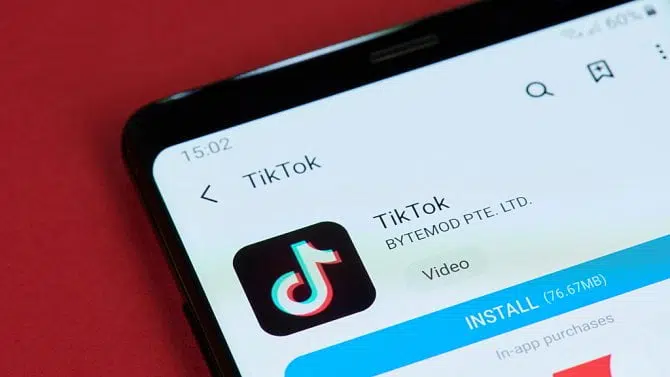 15:02
60%
TikTok
TikTok
BYTEMOD PTE. LTD.
Video
INSTALL (76.67MB)
In-app purchases